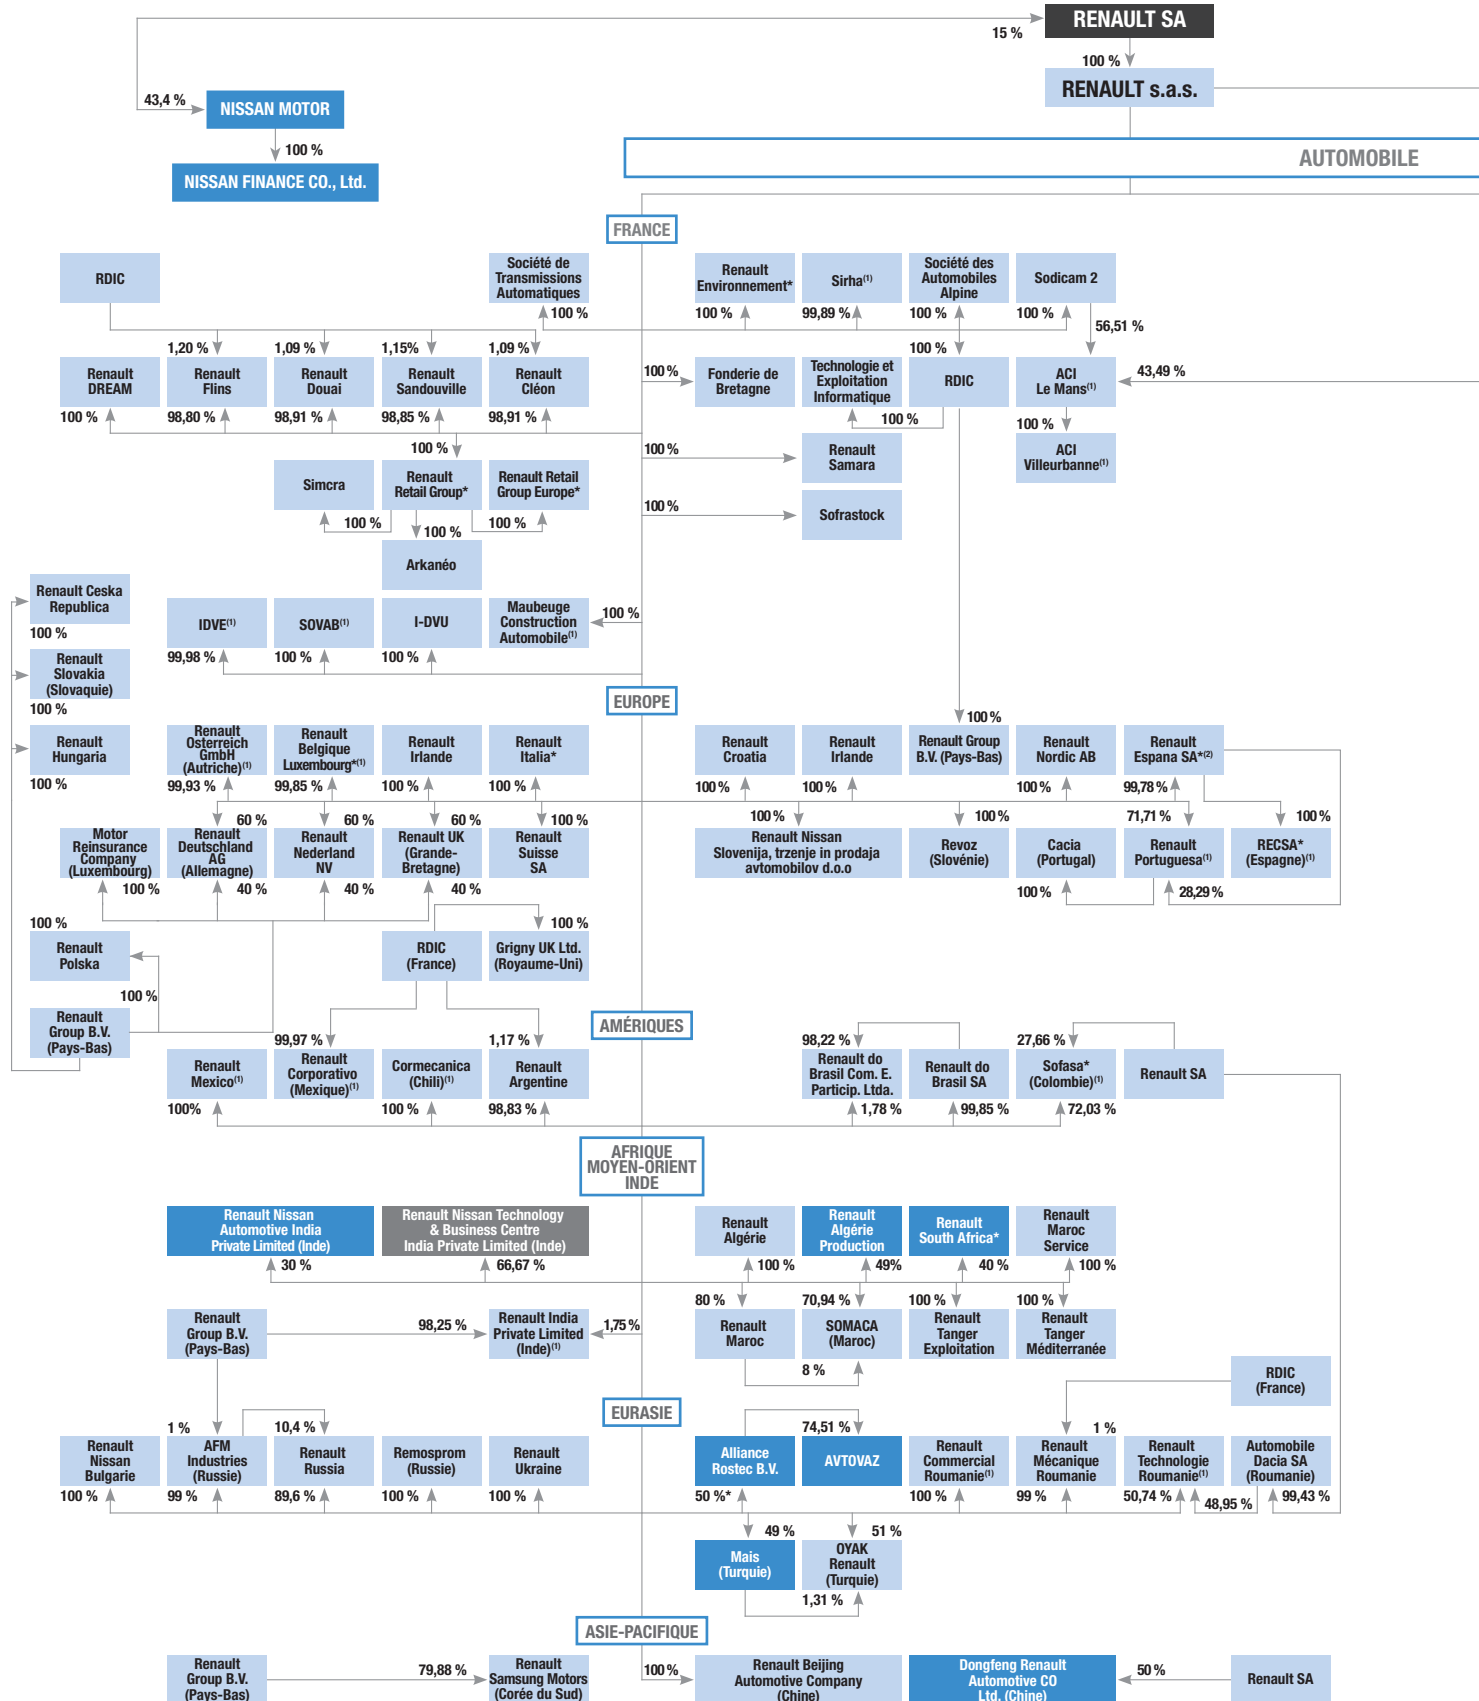 RENAULT SA
15 %
100 %
RENAULT s.a.s.
43,4 %
NISSAN MOTOR
100 %
NISSAN FINANCE CO., Ltd.
AUTOMOBILE
FRANCE
RDIC
Société de
Transmissions
Automatiques
100 %
Renault
Environnement*
100 %
Sirha(1)
99,89 %
Société des
Automobiles
Alpine
100 %
Sodicam 2
100 %
56,51 %
1,20 %
1,09 %
1,15%
1,09 %
100 %
Renault
DREAM
100 %
Renault
Flins
98,80 %
Renault
Douai
98,91 %
Renault
Sandouville
98,85 %
Renault
Cléon
98,91 %
100 %
Fonderie de
Bretagne
Technologie et
Exploitation
Informatique
100 %
RDIC
ACI
Le Mans(1)
43,49 %
100 %
ACI
Villeurbanne(1)
100 %
Simcra
Renault
Retail Group*
Renault Retail
Group Europe*
100 %
100 %
100 %
Arkanéo
100 %
Renault
Samara
100 %
Sofrastock
Renault Ceska
Republica
100 %
Renault
Slovakia
(Slovaquie)
100 %
Renault
Hungaria
100 %
IDVE(1)
99,98 %
SOVAB(1)
100 %
I-DVU
100 %
Maubeuge
Construction
Automobile(1)
100 %
EUROPE
100 %
Renault
Osterreich
GmbH
(Autriche)(1)
99,93 %
Renault
Belgique
Luxembourg*(1)
99,85 %
Renault
Irlande
100 %
Renault
Italia*
100 %
Renault
Croatia
100 %
Renault
Irlande
100 %
Renault Group
B.V. (Pays-Bas)
Renault
Nordic AB
100 %
Renault
Espana SA*(2)
99,78 %
60 %
60 %
60 %
100 %
100 %
100 %
71,71 %
100 %
Motor
Reinsurance
Company
(Luxembourg)
100 %
Renault
Deutschland
AG
(Allemagne)
40 %
Renault
Nederland
NV
40 %
Renault UK
(Grande-
Bretagne)
40 %
Renault
Suisse
SA
Renault Nissan
Slovenija, trzenje in prodaja
avtomobilov d.o.o
Revoz
(Slovénie)
Cacia
(Portugal)
100 %
Renault
Portuguesa(1)
28,29 %
RECSA*
(Espagne)(1)
100 %
Renault
Polska
100 %
Renault
Group B.V.
(Pays-Bas)
RDIC
(France)
100 %
Grigny UK Ltd.
(Royaume-Uni)
AMÉRIQUES
99,97 %
1,17 %
98,22 %
27,66 %
Renault
Mexico(1)
100%
Renault
Corporativo
(Mexique)(1)
Cormecanica
(Chili)(1)
100 %
Renault
Argentine
98,83 %
Renault do
Brasil Com. E.
Particip. Ltda.
1,78 %
Renault do
Brasil SA
99,85 %
Sofasa*
(Colombie)(1)
72,03 %
Renault SA
AFRIQUE
MOYEN-ORIENT
INDE
Renault Nissan
Automotive India
Private Limited (Inde)
30 %
Renault Nissan Technology
& Business Centre
India Private Limited (Inde)
66,67 %
Renault
Algérie
100 %
Renault
Algérie
Production
49%
Renault
South Africa*
40 %
Renault
Maroc
Service
100 %
80 %
70,94 %
100 %
100 %
Renault
Group B.V.
(Pays-Bas)
98,25 %
Renault India
Private Limited
(Inde)(1)
1,75 %
Renault
Maroc
SOMACA
(Maroc)
8 %
Renault
Tanger
Exploitation
Renault
Tanger
Méditerranée
RDIC
(France)
EURASIE
1 %
10,4 %
74,51 %
1 %
Renault
Nissan
Bulgarie
100 %
AFM
Industries
(Russie)
99 %
Renault
Russia
89,6 %
Remosprom
(Russie)
100 %
Renault
Ukraine
100 %
Alliance
Rostec B.V.
50 %*
AVTOVAZ
Renault
Commercial
Roumanie(1)
100 %
Renault
Mécanique
Roumanie
99 %
Renault
Technologie
Roumanie(1)
50,74 %
48,95 %
Automobile
Dacia SA
(Roumanie)
99,43 %
49 %
51 %
Mais
(Turquie)
OYAK
Renault
(Turquie)
1,31 %
ASIE-PACIFIQUE
Renault
Group B.V.
(Pays-Bas)
79,88 %
Renault
Samsung Motors
(Corée du Sud)
100 %
Renault Beijing
Automotive Company
(Chine)
Dongfeng Renault
Automotive CO
Ltd. (Chine)
50 %
Renault SA